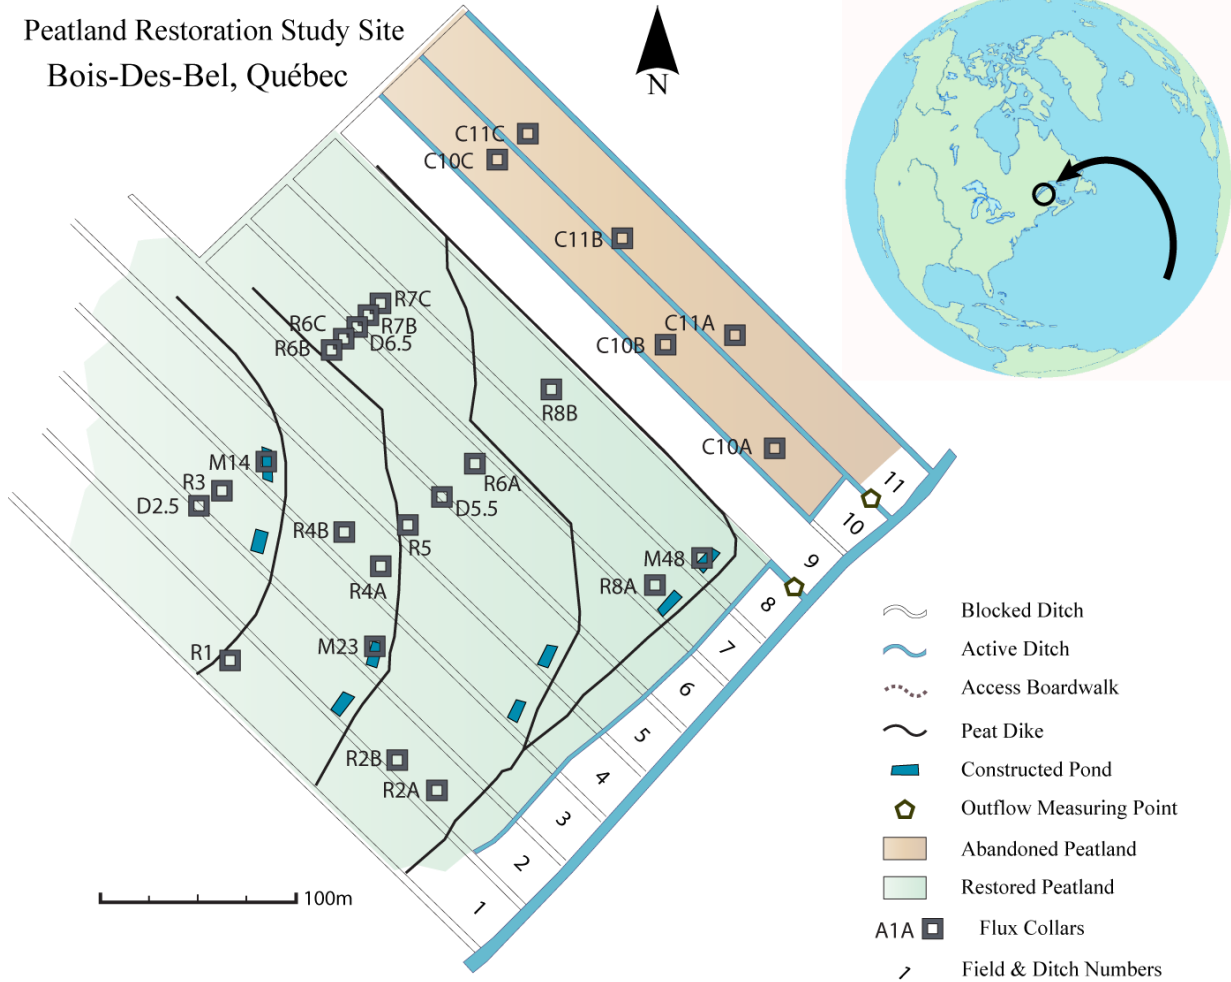 Peatland Restoration Study Site
Bois-Des-Bel, Québec
N
C11C
C10C
C11B
C11A
C10B
C10A
R7C
R7B
R6C
D6.5
R6B
R8B
R6A
D5.5
M14
R3
D2.5
R4B
R5
R4A
M48
R8A
R1
M23
R2B
R2A
11
10
9
8
7
6
5
4
3
2
1
100m
Blocked Ditch
Active Ditch
Access Boardwalk
Peat Dike
Constructed Pond
Outflow Measuring Point
Abandoned Peatland
Restored Peatland
A1A Flux Collars
1 Field & Ditch Numbers